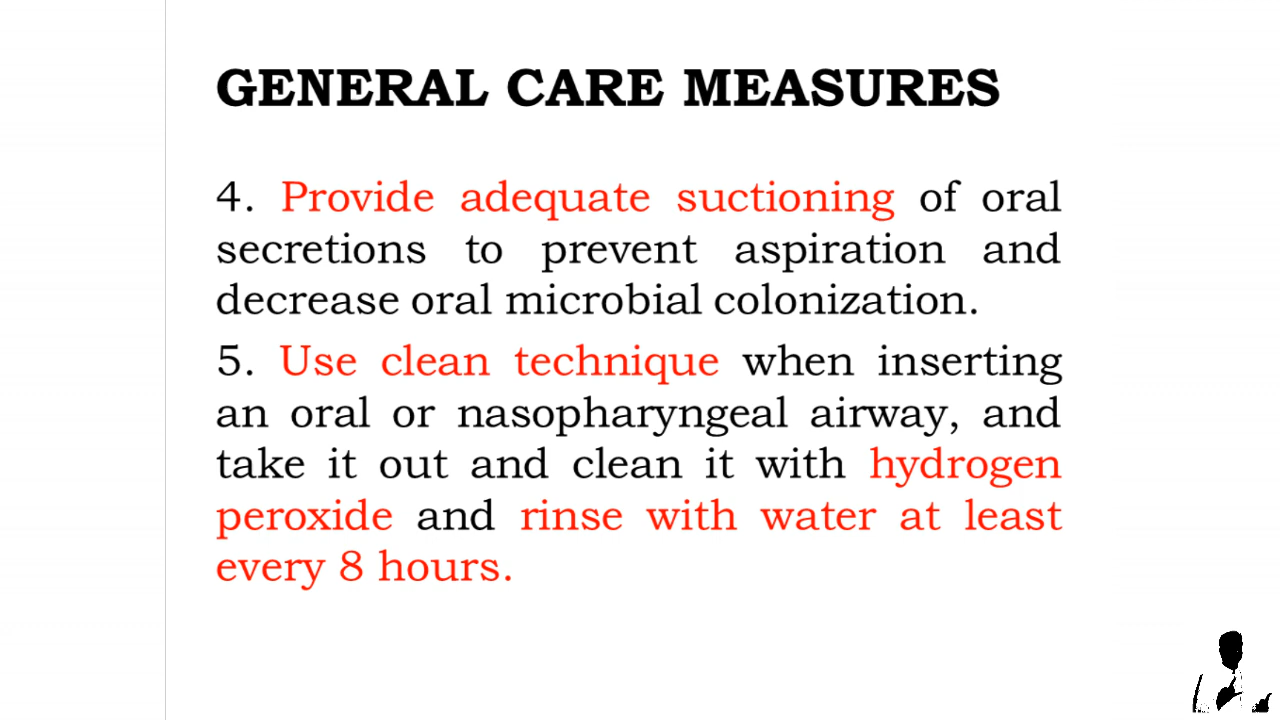 GENERAL CARE MEASURES
4. Provide adequate suctioning of oral
secretions to prevent aspiration and
decrease oral microbial colonization.
5. Use clean technique when inserting
an oral or nasopharyngeal airway, and
take it out and clean it with hydrogen
peroxide and rinse with water at least
every 8 hours.